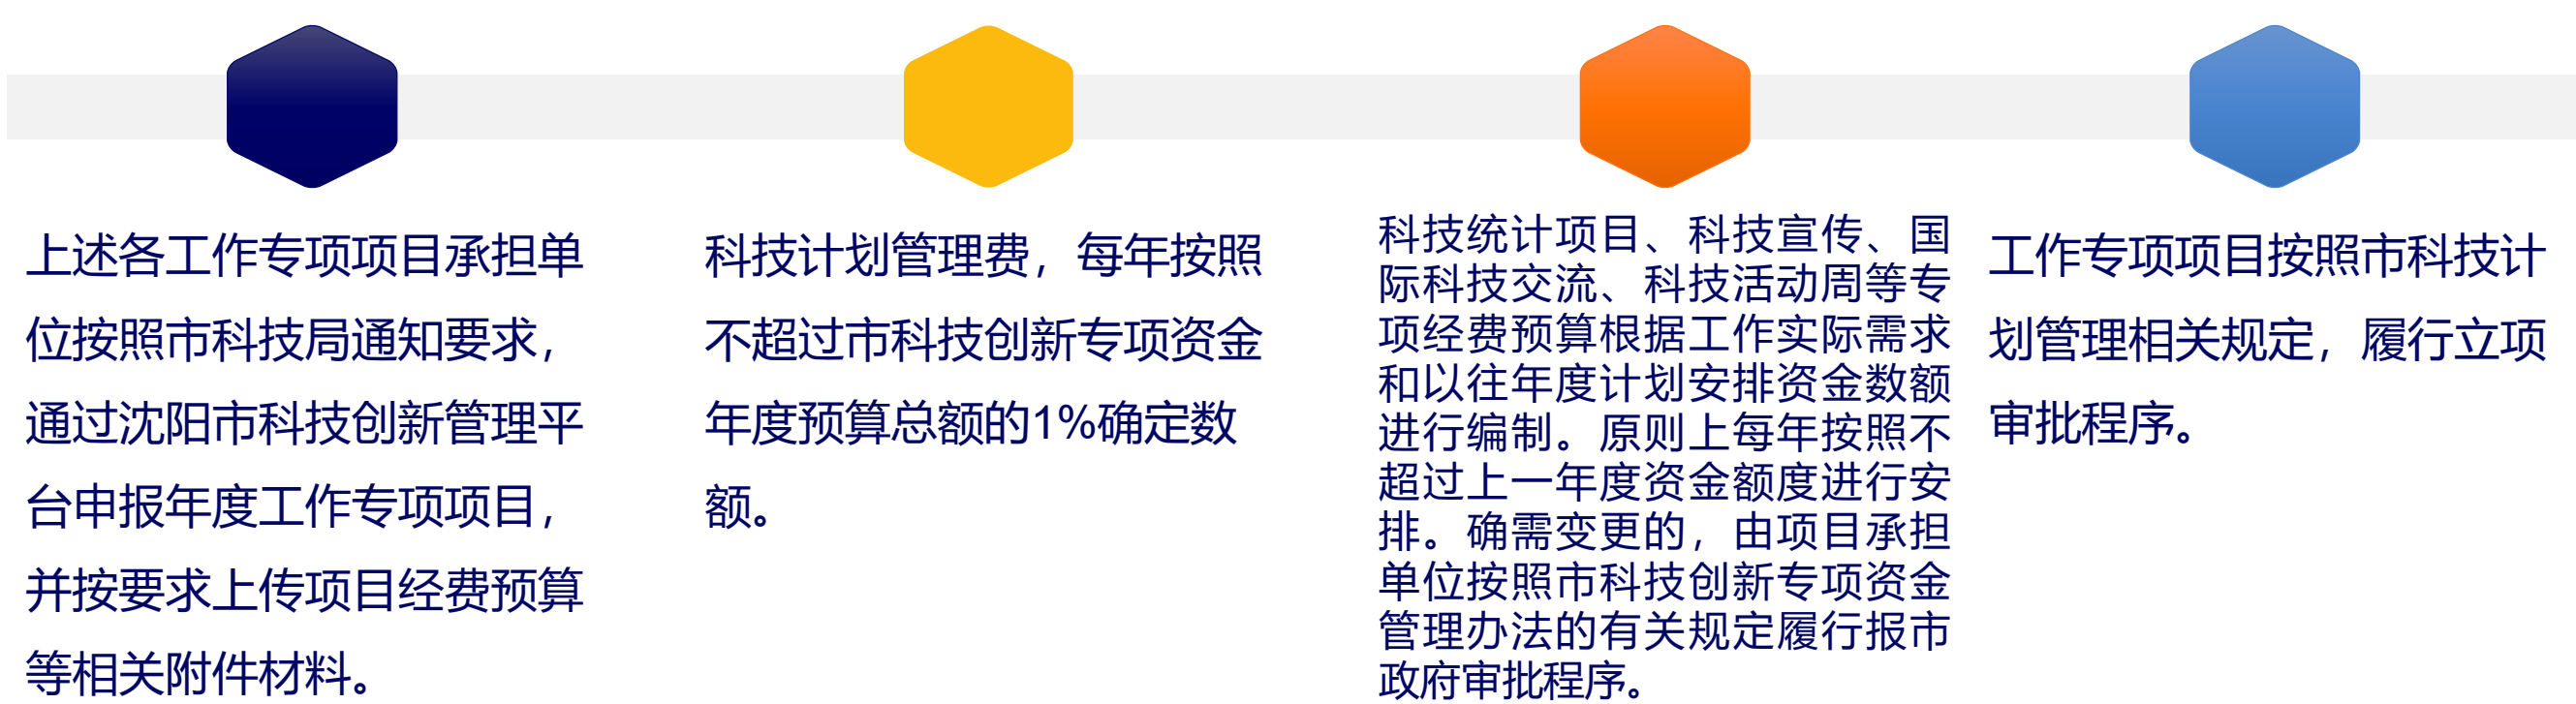 上述各工作专项项目承担单
位按照市科技局通知要求，
通过沈阳市科技创新管理平
台申报年度工作专项项目，
并按要求上传项目经费预算
等相关附件材料。
科技计划管理费，每年按照
不超过市科技创新专项资金
年度预算总额的1%确定数
额。
科技统计项目、科技宣传、国
际科技交流、科技活动周等专
项经费预算根据工作实际需求
和以往年度计划安排资金数额
进行编制。原则上每年按照不
超过上一年度资金额度进行安
排。确需变更的，由项目承担
单位按照市科技创新专项资金
管理办法的有关规定履行报市
政府审批程序。
工作专项项目按照市科技计
划管理相关规定，履行立项
审批程序。